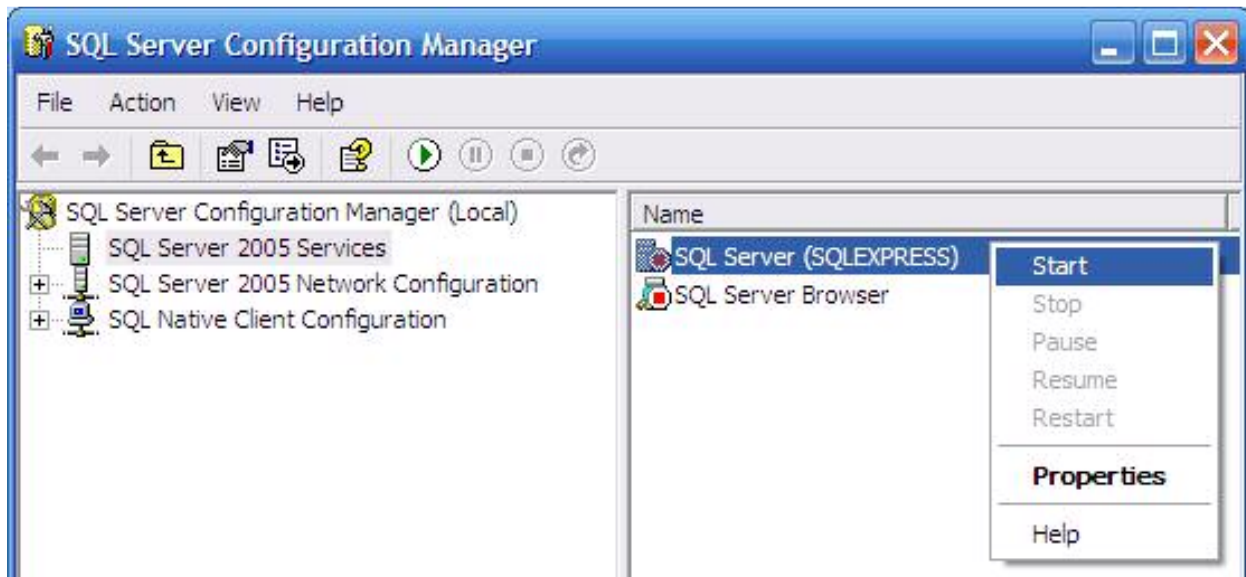 SQL Server Configuration Manager
File Action View Help
SQL Server Configuration Manager (Local)
SQL Server 2005 Services
SQL Server 2005 Network Configuration
SQL Native Client Configuration
Name
SQL Server (SQLEXPRESS)
SQL Server Browser
Start
Stop
Pause
Resume
Restart
Properties
Help